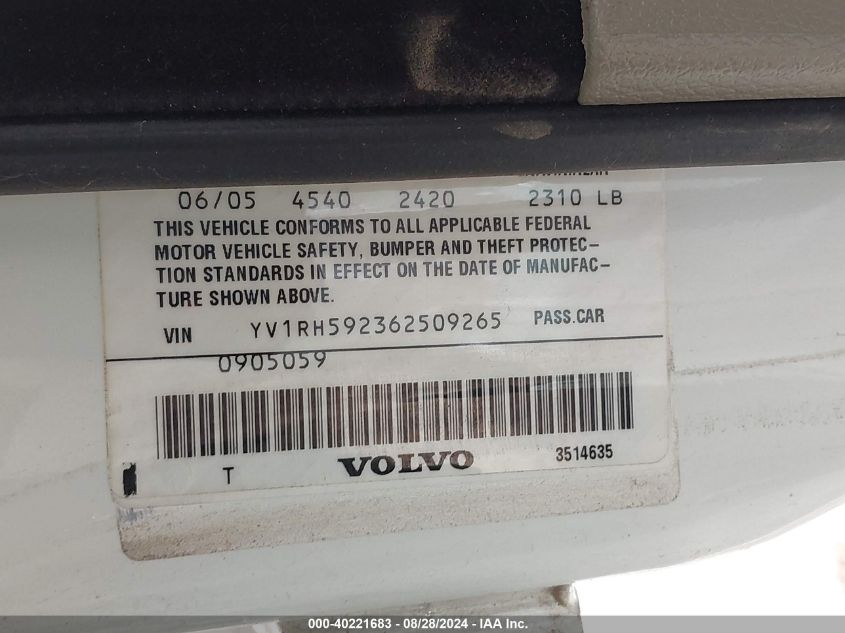 06/05 4540 2420 2310 LB
THIS VEHICLE CONFORMS TO ALL APPLICABLE FEDERAL
MOTOR VEHICLE SAFETY, BUMPER AND THEFT PROTEC-
TION STANDARDS IN EFFECT ON THE DATE OF MANUFAC-
TURE SHOWN ABOVE.
VIN YV1RH592362509265 PASS.CAR
0905059
T VOLVO 3514635
000-40221683 / 08/28/2024 - IAA Inc.